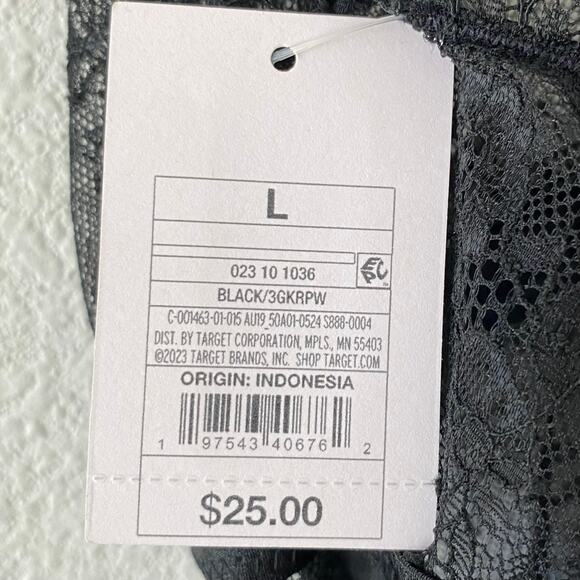 L
023 10 1036
EPC
BLACK/3GKRPW
C-001463-01-015 AU19_50A01-0524 S888-0004
DIST. BY TARGET CORPORATION, MPLS., MN 55403
©2023 TARGET BRANDS, INC. SHOP TARGET.COM
ORIGIN: INDONESIA
1 97543 40676 2
$25.00